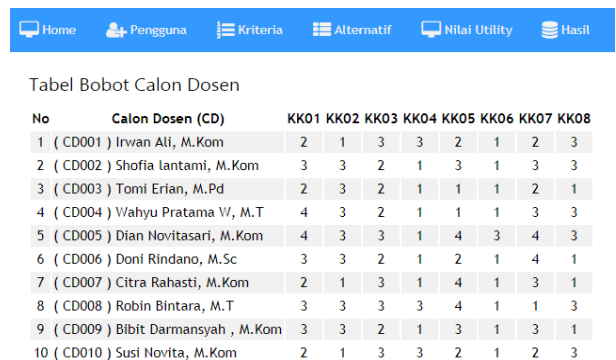 Home Pengguna Kriteria Alternatif Nilai Utility Hasil
Tabel Bobot Calon Dosen
No Calon Dosen (CD) KK01 KK02 KK03 KK04 KK05 KK06 KK07 KK08
1 ( CD001 ) Irwan Ali, M.Kom 2 1 3 3 2 1 2 3
2 ( CD002 ) Shofia lantami, M.Kom 3 3 2 1 3 1 3 3
3 ( CD003 ) Tomi Erian, M.Pd 2 3 2 1 1 1 2 1
4 ( CD004 ) Wahyu Pratama W, M.T 4 3 2 1 1 1 3 3
5 ( CD005 ) Dian Novitasari, M.Kom 4 3 3 1 4 3 4 3
6 ( CD006 ) Doni Rindano, M.Sc 3 3 2 1 2 1 4 1
7 ( CD007 ) Citra Rahasti, M.Kom 2 1 3 1 4 1 3 1
8 ( CD008 ) Robin Bintara, M.T 3 3 3 3 4 1 1 3
9 ( CD009 ) Bibit Darmansyah , M.Kom 3 3 2 1 3 1 3 1
10 ( CD010 ) Susi Novita, M.Kom 2 1 3 3 2 1 2 3